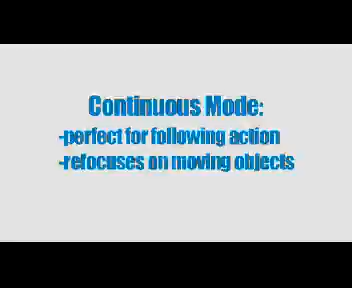 Continuous Mode:
-perfect for following action
-refocuses on moving objects